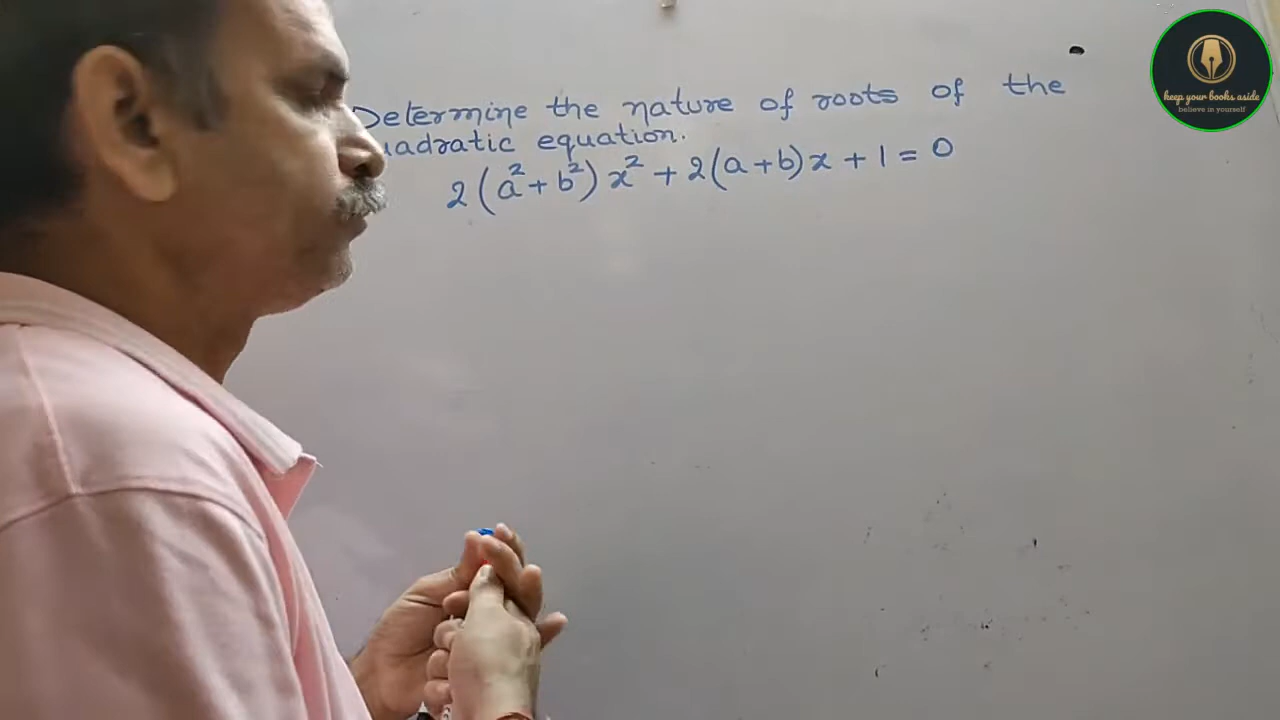 Determine the nature of roots of the
uadratic equation.
2(a²+b²)x²+2(a+b)x+1=0
keep your books aside
believe in yourself